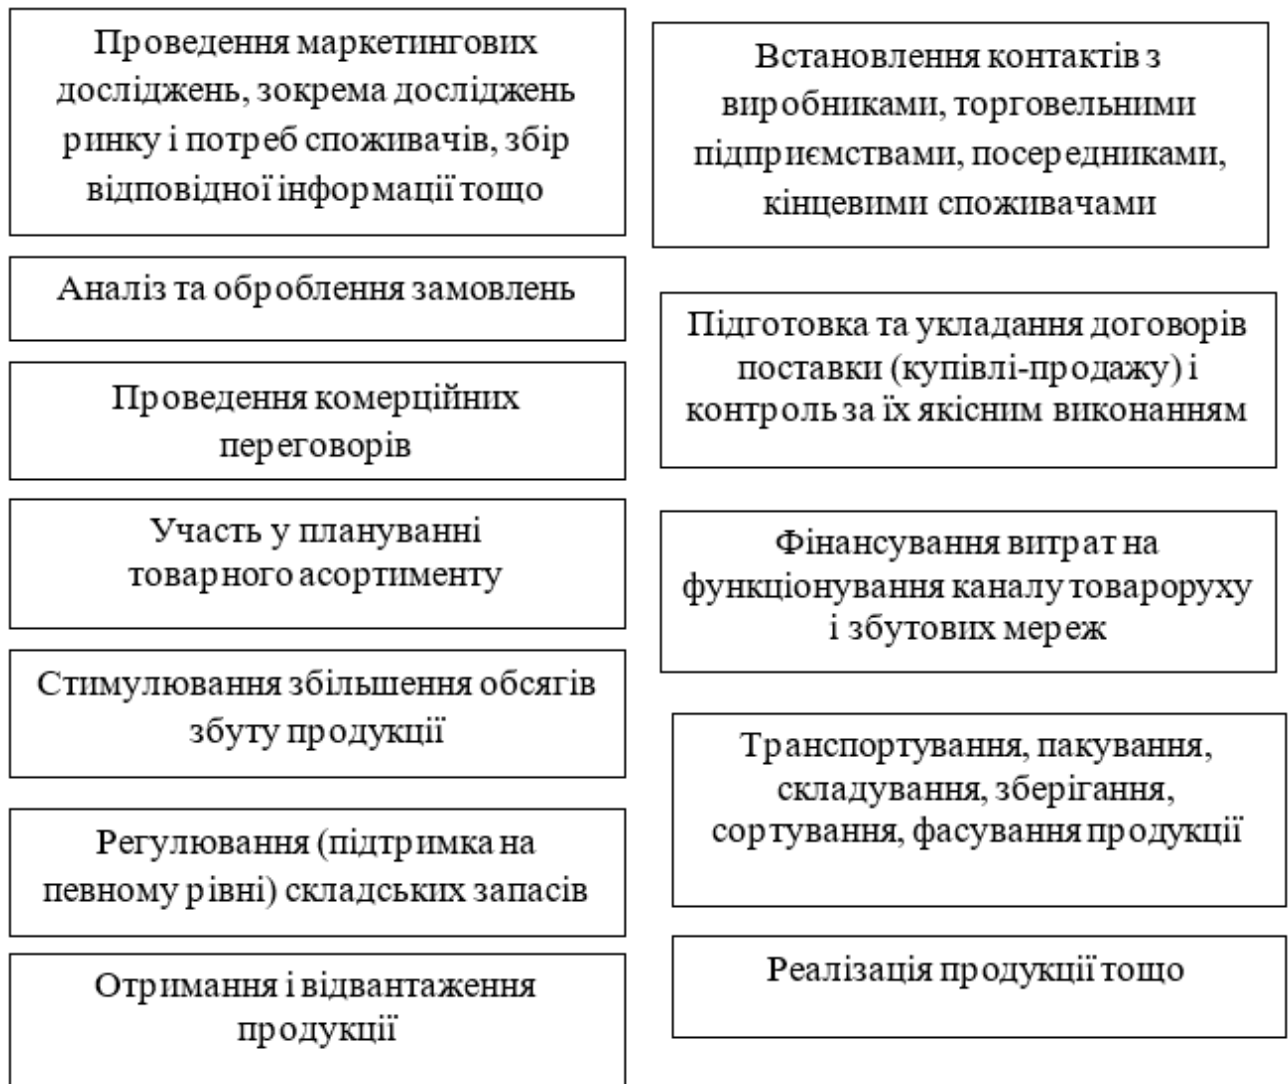 Проведення маркетингових
досліджень, зокрема досліджень
ринку і потреб споживачів, збір
відповідної інформації тощо
Аналіз та оброблення замовлень
Проведення комерційних
переговорів
Участь у плануванні
товарного асортименту
Стимулювання збільшення обсягів
збуту продукції
Регулювання (підтримка на
певному рівні) складських запасів
Отримання і відвантаження
продукції
Встановлення контактів з
виробниками, торговельними
підприємствами, посередниками,
кінцевими споживачами
Підготовка та укладання договорів
поставки (купівлі-продажу) і
контроль за їх якісним виконанням
Фінансування витрат на
функціонування каналу товароруху
і збутових мереж
Транспортування, пакування,
складування, зберігання,
сортування, фасування продукції
Реалізація продукції тощо